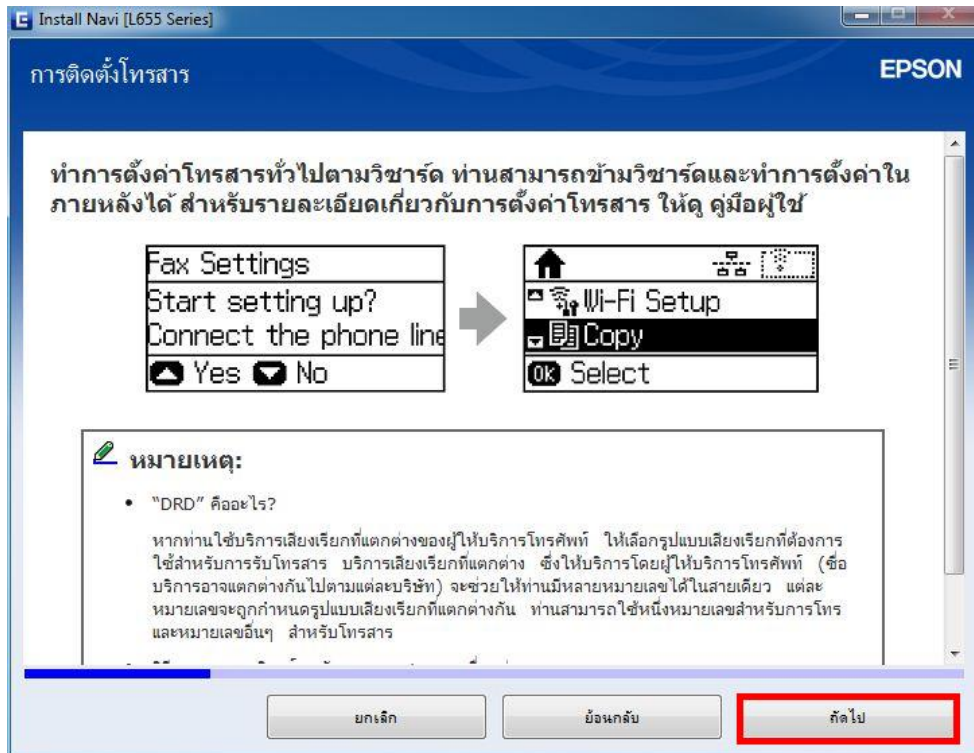 Install Navi [L655 Series]
การติดตั้งโทรสาร
EPSON
ทำการตั้งค่าโทรสารทั่วไปตามวิซาร์ด ท่านสามารถข้ามวิซาร์ดและทำการตั้งค่าใน
ภายหลังได้ สำหรับรายละเอียดเกี่ยวกับการตั้งค่าโทรสาร ให้ดู คู่มือผู้ใช้
Fax Settings
Start setting up?
Connect the phone line
Yes No
Wi-Fi Setup
Copy
OK Select
หมายเหตุ:
• "DRD" คืออะไร?
หากท่านใช้บริการเสียงเรียกที่แตกต่างของผู้ให้บริการโทรศัพท์ ให้เลือกรูปแบบเสียงเรียกที่ต้องการ
ใช้สำหรับการรับโทรสาร บริการเสียงเรียกที่แตกต่าง ซึ่งให้บริการโดยผู้ให้บริการโทรศัพท์ (ชื่อ
บริการอาจแตกต่างกันไปตามแต่ละบริษัท) จะช่วยให้ท่านมีหลายหมายเลขได้ในสายเดียว แต่ละ
หมายเลขจะถูกกำหนดรูปแบบเสียงเรียกที่แตกต่างกัน ท่านสามารถใช้หนึ่งหมายเลขสำหรับการโทร
และหมายเลขอื่นๆ สำหรับโทรสาร
ยกเลิก
ย้อนกลับ
ถัดไป